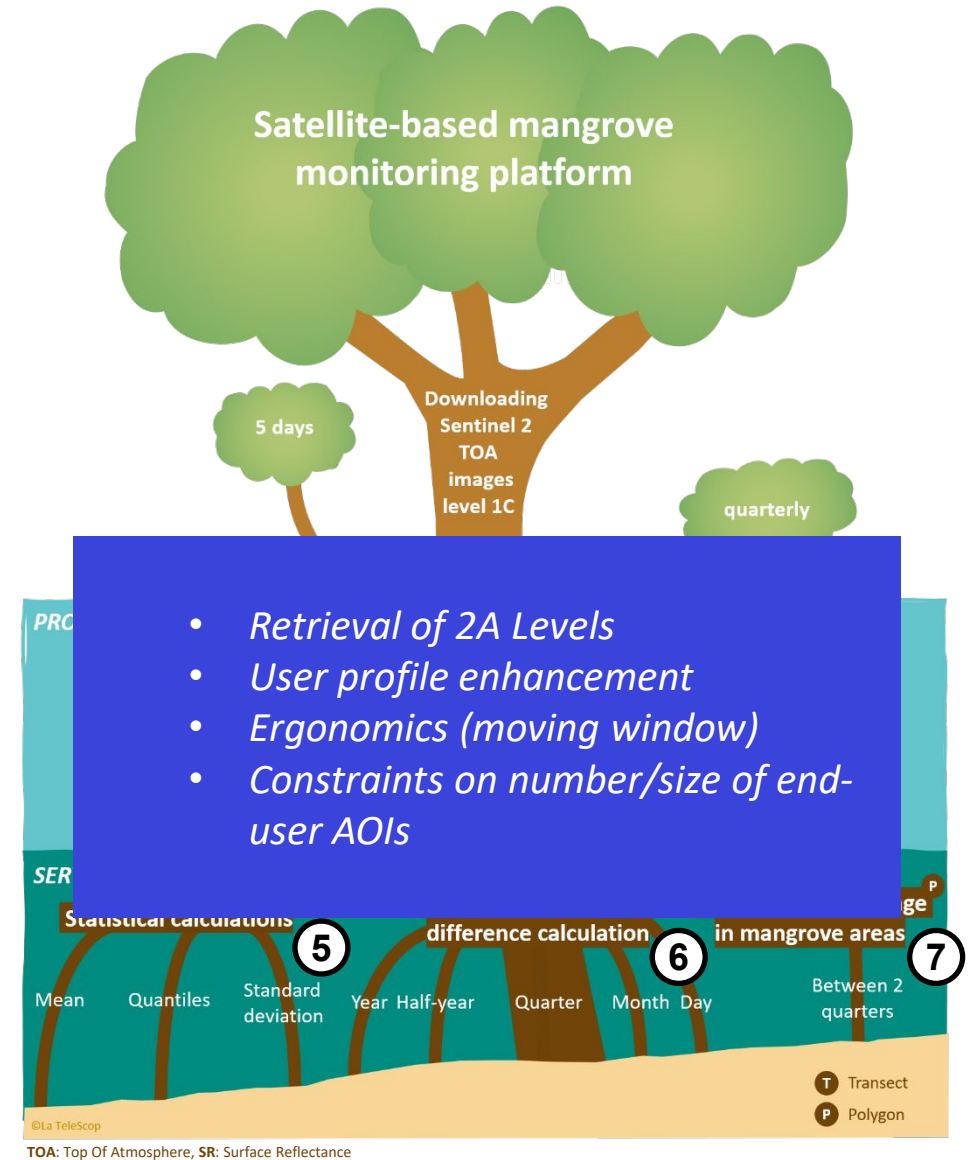 Satellite-based mangrove
monitoring platform
Downloading
Sentinel 2
TOA
images
level 1C
5 days
quarterly
• Retrieval of 2A Levels
• User profile enhancement
• Ergonomics (moving window)
• Constraints on number/size of end-
user AOIs
P
Statistical calculations
5
difference calculation
6
in mangrove areas
7
Mean
Quantiles
Standard
deviation
Year
Half-year
Quarter
Month
Day
Between 2
quarters
T Transect
P Polygon
©La TeleScop
TOA: Top Of Atmosphere, SR: Surface Reflectance